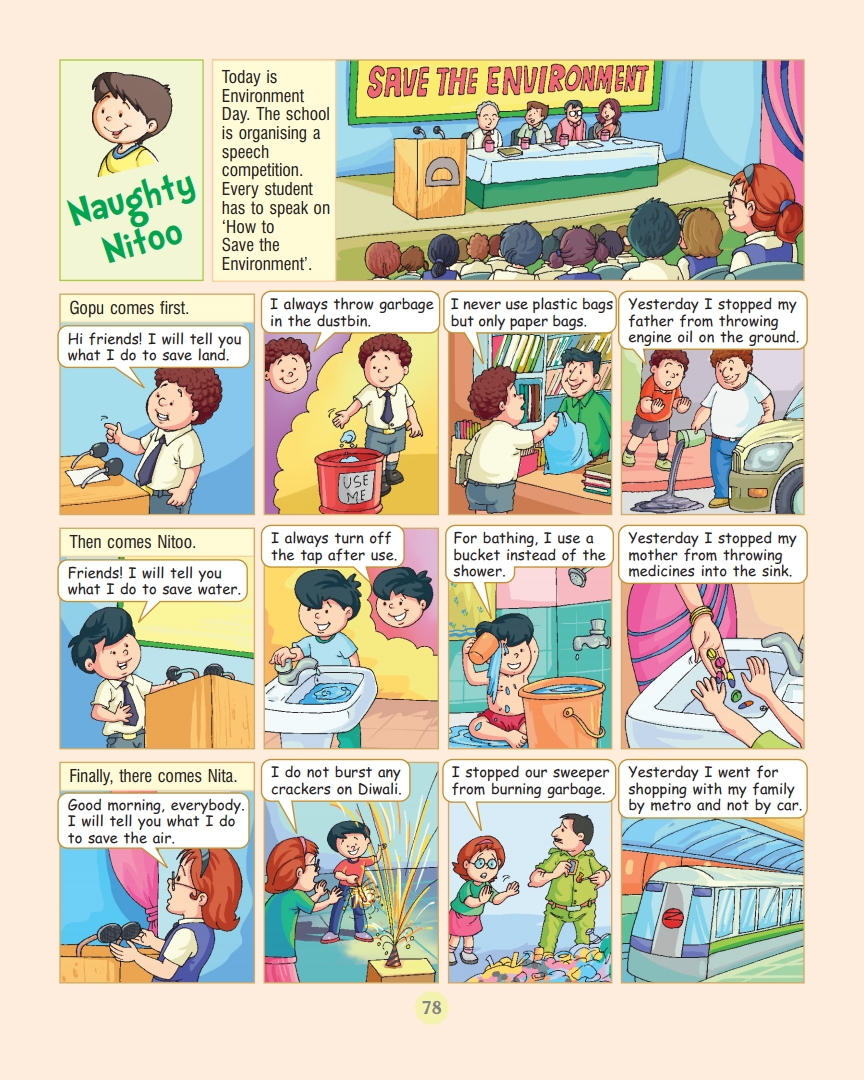 Naughty
Nitoo
Today is
Environment
Day. The school
is organising a
speech
competition.
Every student
has to speak on
‘How to
Save the
Environment’.
SAVE THE ENVIRONMENT
Gopu comes first.
Hi friends! I will tell you
what I do to save land.
I always throw garbage
in the dustbin.
USE
ME
I never use plastic bags
but only paper bags.
Yesterday I stopped my
father from throwing
engine oil on the ground.
Then comes Nitoo.
Friends! I will tell you
what I do to save water.
I always turn off
the tap after use.
For bathing, I use a
bucket instead of the
shower.
Yesterday I stopped my
mother from throwing
medicines into the sink.
Finally, there comes Nita.
Good morning, everybody.
I will tell you what I do
to save the air.
I do not burst any
crackers on Diwali.
I stopped our sweeper
from burning garbage.
Yesterday I went for
shopping with my family
by metro and not by car.
78